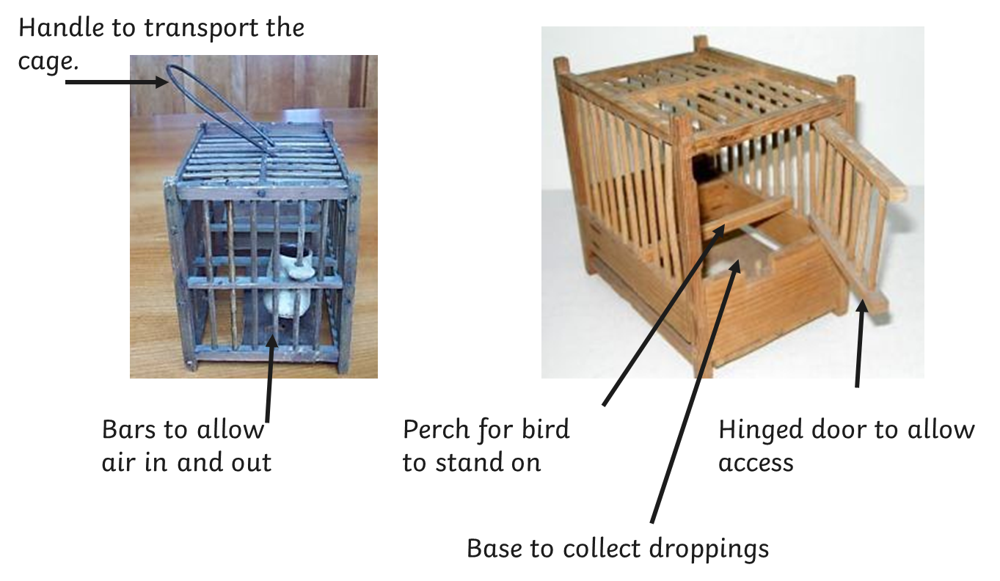 Handle to transport the
cage.
Bars to allow
air in and out
Perch for bird
to stand on
Hinged door to allow
access
Base to collect droppings